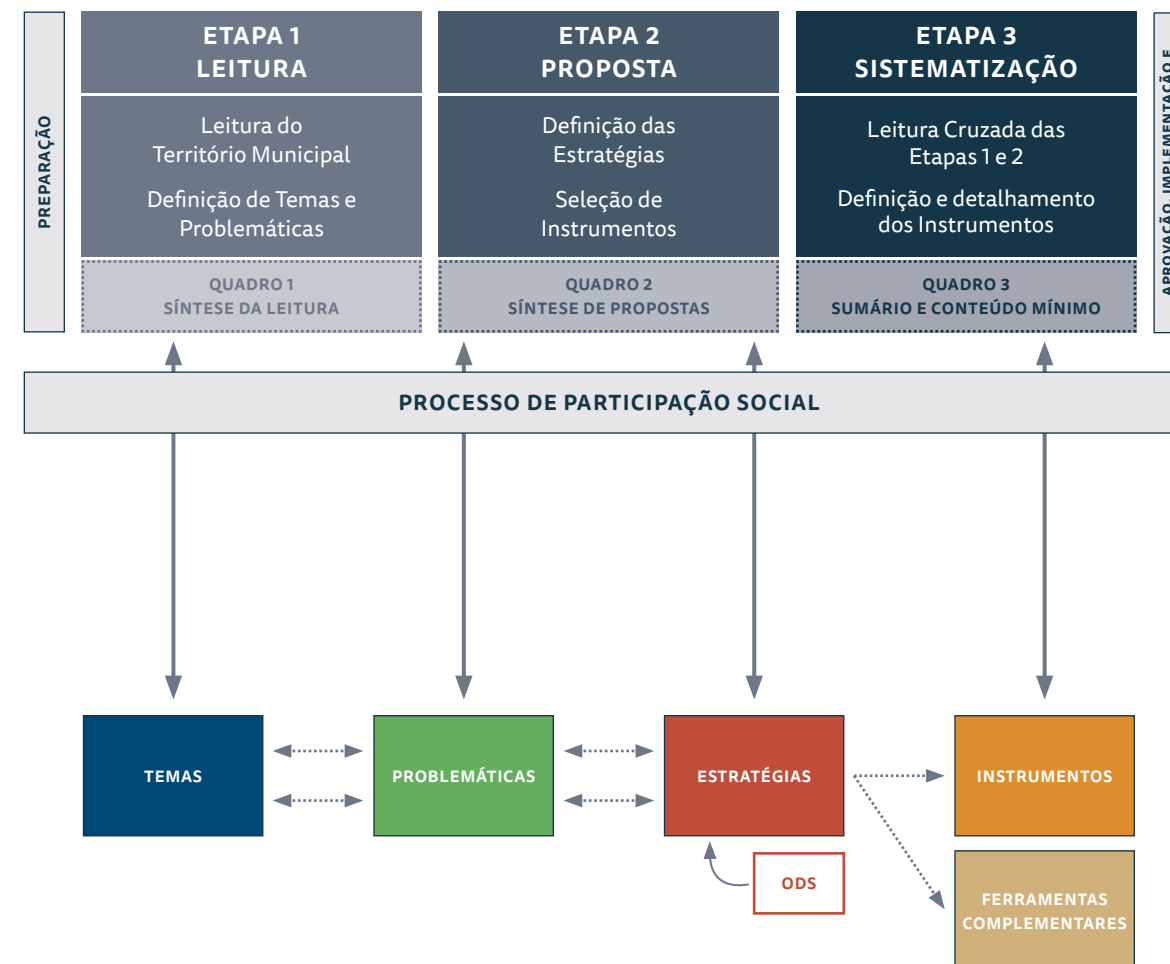 PREPARAÇÃO
ETAPA 1
LEITURA
Leitura do
Território Municipal
Definição de Temas e
Problemáticas
QUADRO 1
SÍNTESE DA LEITURA
ETAPA 2
PROPOSTA
Definição das
Estratégias
Seleção de
Instrumentos
QUADRO 2
SÍNTESE DE PROPOSTAS
ETAPA 3
SISTEMATIZAÇÃO
Leitura Cruzada das
Etapas 1 e 2
Definição e detalhamento
dos Instrumentos
QUADRO 3
SUMÁRIO E CONTEÚDO MÍNIMO
APROVAÇÃO, IMPLEMENTAÇÃO E
PROCESSO DE PARTICIPAÇÃO SOCIAL
TEMAS
PROBLEMÁTICAS
ESTRATÉGIAS
INSTRUMENTOS
ODS
FERRAMENTAS
COMPLEMENTARES